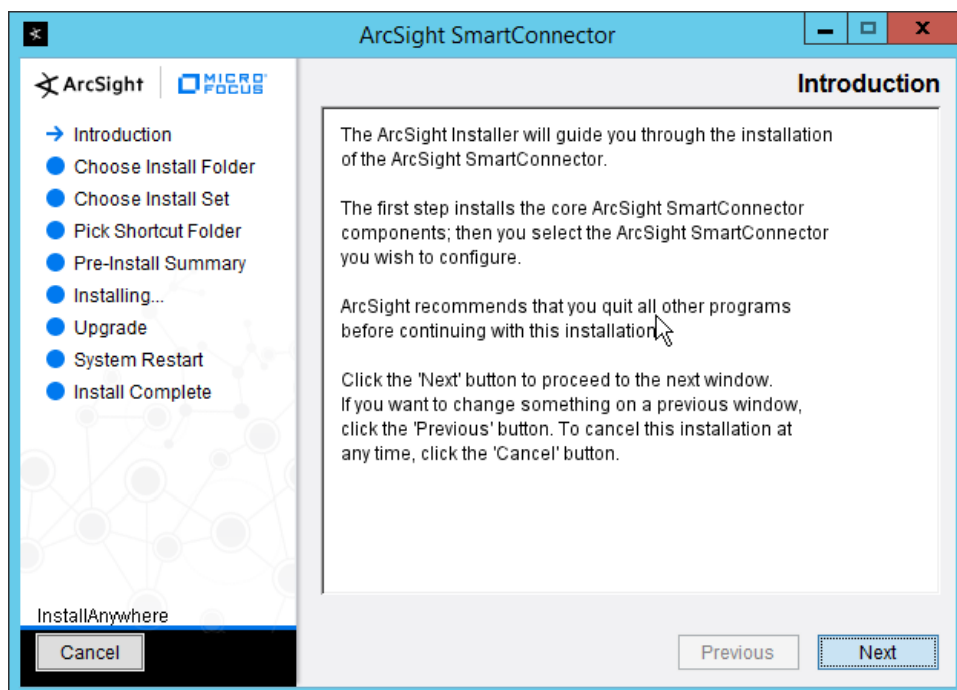 ArcSight SmartConnector
ArcSight
MICRO
FOCUS
Introduction
Introduction
Choose Install Folder
Choose Install Set
Pick Shortcut Folder
Pre-Install Summary
Installing...
Upgrade
System Restart
Install Complete
The ArcSight Installer will guide you through the installation
of the ArcSight SmartConnector.
The first step installs the core ArcSight SmartConnector
components; then you select the ArcSight SmartConnector
you wish to configure.
ArcSight recommends that you quit all other programs
before continuing with this installation.
Click the 'Next' button to proceed to the next window.
If you want to change something on a previous window,
click the 'Previous' button. To cancel this installation at
any time, click the 'Cancel' button.
InstallAnywhere
Cancel
Previous
Next